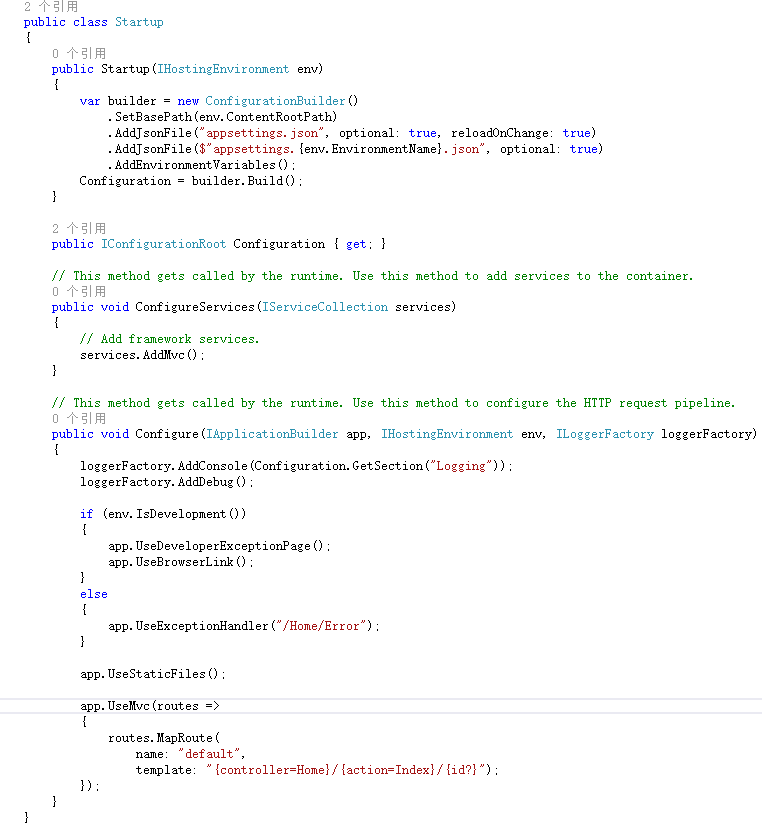 2 个引用
public class Startup
{
    0 个引用
    public Startup(IHostingEnvironment env)
    {
        var builder = new ConfigurationBuilder()
            .SetBasePath(env.ContentRootPath)
            .AddJsonFile("appsettings.json", optional: true, reloadOnChange: true)
            .AddJsonFile($"appsettings.{env.EnvironmentName}.json", optional: true)
            .AddEnvironmentVariables();
        Configuration = builder.Build();
    }

    2 个引用
    public IConfigurationRoot Configuration { get; }

    // This method gets called by the runtime. Use this method to add services to the container.
    0 个引用
    public void ConfigureServices(IServiceCollection services)
    {
        // Add framework services.
        services.AddMvc();
    }

    // This method gets called by the runtime. Use this method to configure the HTTP request pipeline.
    0 个引用
    public void Configure(IApplicationBuilder app, IHostingEnvironment env, ILoggerFactory loggerFactory)
    {
        loggerFactory.AddConsole(Configuration.GetSection("Logging"));
        loggerFactory.AddDebug();

        if (env.IsDevelopment())
        {
            app.UseDeveloperExceptionPage();
            app.UseBrowserLink();
        }
        else
        {
            app.UseExceptionHandler("/Home/Error");
        }

        app.UseStaticFiles();

        app.UseMvc(routes =>
        {
            routes.MapRoute(
                name: "default",
                template: "{controller=Home}/{action=Index}/{id?}");
        });
    }
}